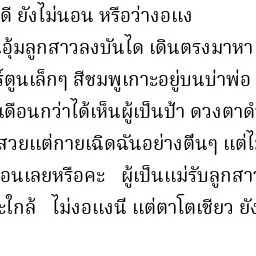 ดี ยังไม่นอน หรือว่างอแง
อุ้มลูกสาวลงบันได เดินตรงมาหา
์ตูนเล็กๆ สีชมพูเกาะอยู่บนบ่าพ่อ
เดือนกว่าได้เห็นผู้เป็นป้า ดวงตาดำ
สวยแต่กายเฉิดฉันอย่างตื่นๆ แต่ไม
อนเลยหรือคะ ผู้เป็นแม่รับลูกสาว
ะใกล้ ไม่งอแงนี แต่ตาโตเชียว ยัง